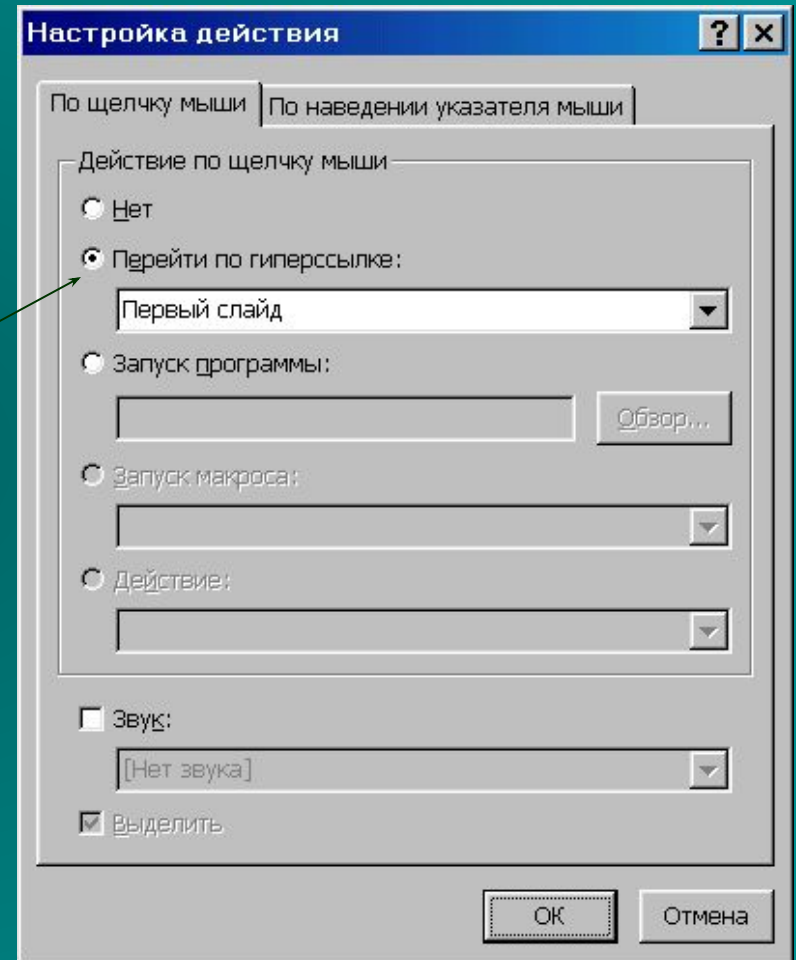 Настройка действия
По щелчку мыши
По наведении указателя мыши
Действие по щелчку мыши
Нет
Перейти по гиперссылке:
Первый слайд
Запуск программы:
Обзор...
Запуск макроса:
Действие:
Звук:
[Нет звука]
Выделить
ОК
Отмена